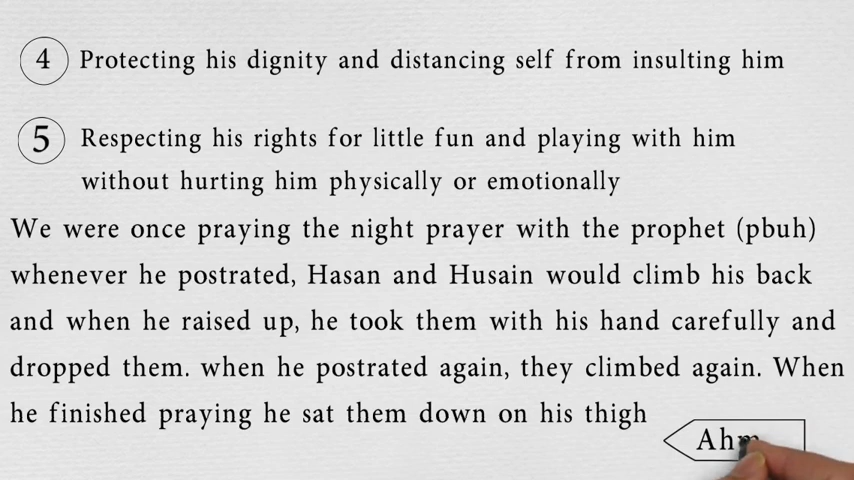 4 Protecting his dignity and distancing self from insulting him
5 Respecting his rights for little fun and playing with him
without hurting him physically or emotionally
We were once praying the night prayer with the prophet (pbuh)
whenever he postrated, Hasan and Husain would climb his back
and when he raised up, he took them with his hand carefully and
dropped them. when he postrated again, they climbed again. When
he finished praying he sat them down on his thigh